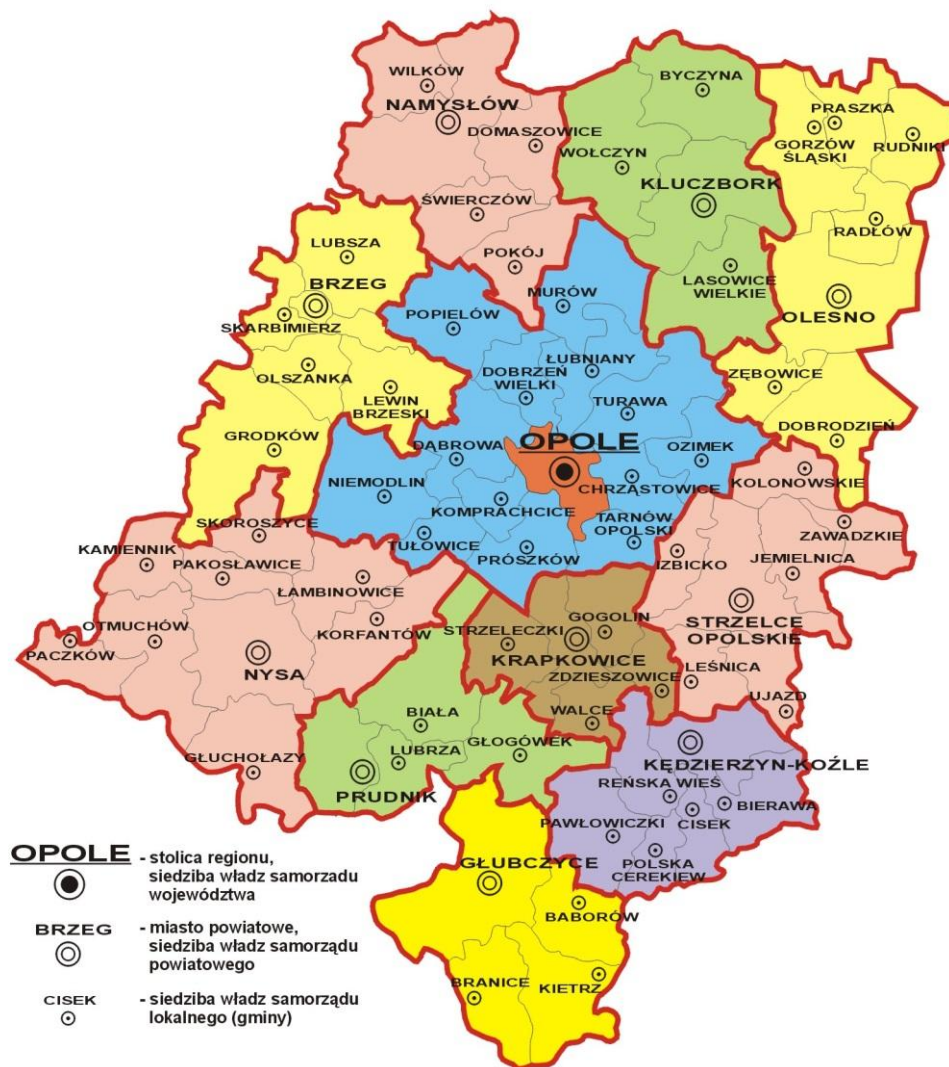 WILKÓW
NAMYSŁÓW
DOMASZOWICE
ŚWIERCZÓW
POKÓJ
BYCZYNA
WOŁCZYN
KLUCZBORK
LASOWICE
WIELKIE
PRASZKA
GORZÓW
ŚLĄSKI
RUDNIKI
RADŁÓW
OLESNO
ZĘBOWICE
DOBRODZIEŃ
LUBSZA
BRZEG
SKARBIMIERZ
OLSZANKA
LEWIN
BRZESKI
GRODKÓW
POPIELÓW
MURÓW
ŁUBNIANY
DOBRZEŃ
WIELKI
TURAWA
OPOLE
DĄBROWA
OZIMEK
NIEMODLIN
CHRZĄSTOWICE
KOMPRACHCICE
TARNÓW
OPOLSKI
TUŁOWICE
PRÓSZKÓW
KOLONOWSKIE
ZAWADZKIE
IZBICKO
JEMIELNICA
STRZELCE
OPOLSKIE
LEŚNICA
UJAZD
SKOROSZYCE
KAMIENNIK
PAKOSŁAWICE
ŁAMBINOWICE
OTMUCHÓW
KORFANTÓW
PACZKÓW
NYSA
GŁUCHOŁAZY
STRZELECZKI
GOGOLIN
KRAPKOWICE
ZDZIESZOWICE
WALCE
BIAŁA
LUBRZA
GŁOGÓWEK
PRUDNIK
KĘDZIERZYN-KOŹLE
REŃSKA WIEŚ
BIERAWA
CISEK
PAWŁOWICZKI
POLSKA
CEREKIEW
GŁUBCZYCE
BABORÓW
BRANICE
KIETRZ
OPOLE
- stolica regionu,
siedziba władz samorzadu
województwa
BRZEG
- miastо powiatowe,
siedziba władz samorządu
powiatowego
CISEK
- siedziba władz samorządu
lokalnego (gminy)